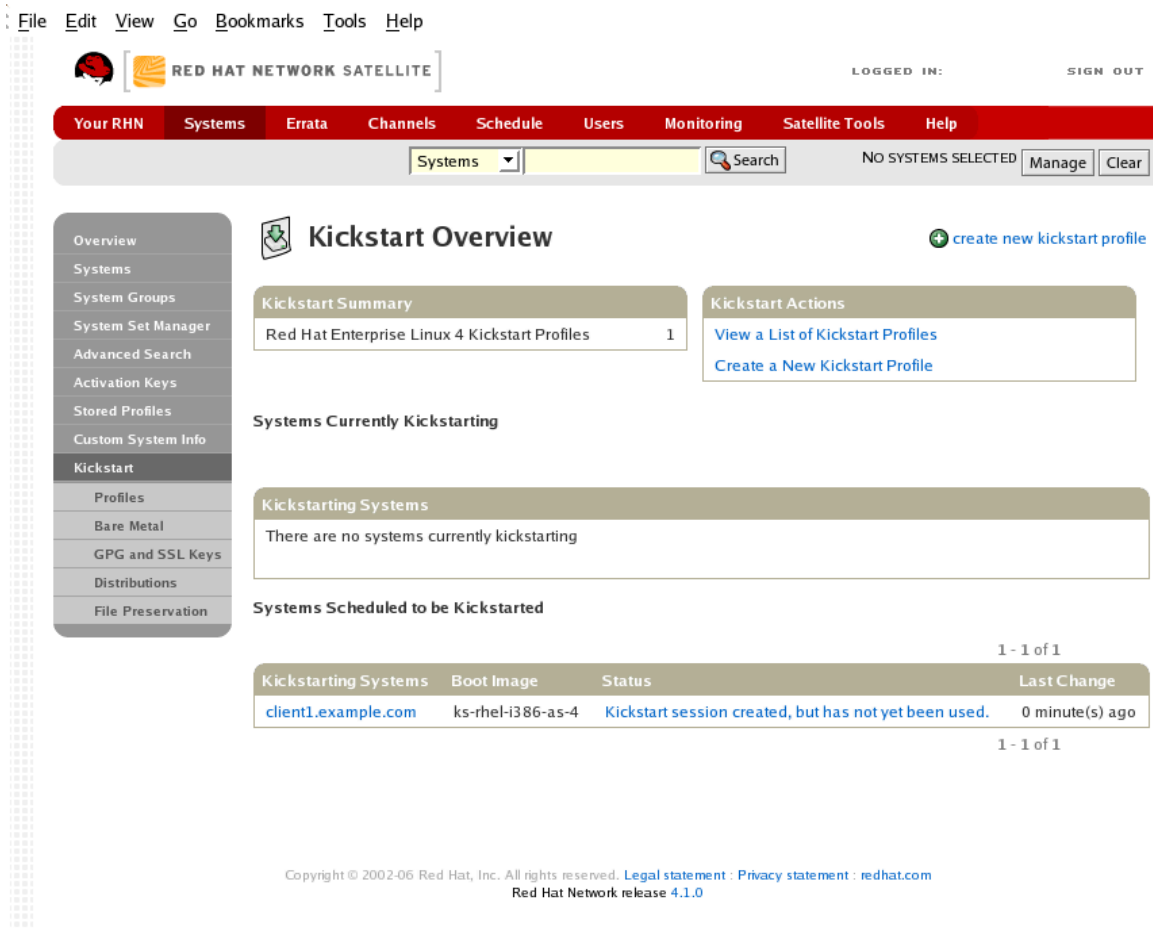 File Edit View Go Bookmarks Tools Help
RED HAT NETWORK SATELLITE
LOGGED IN: SIGN OUT
Your RHN Systems Errata Channels Schedule Users Monitoring Satellite Tools Help
Systems Search NO SYSTEMS SELECTED Manage Clear
Overview
Systems
System Groups
System Set Manager
Advanced Search
Activation Keys
Stored Profiles
Custom System Info
Kickstart
Profiles
Bare Metal
GPG and SSL Keys
Distributions
File Preservation
Kickstart Overview
create new kickstart profile
Kickstart Summary
Red Hat Enterprise Linux 4 Kickstart Profiles 1
Kickstart Actions
View a List of Kickstart Profiles
Create a New Kickstart Profile
Systems Currently Kickstarting
Kickstarting Systems
There are no systems currently kickstarting
Systems Scheduled to be Kickstarted
1 - 1 of 1
Kickstarting Systems Boot Image Status Last Change
client1.example.com ks-rhel-i386-as-4 Kickstart session created, but has not yet been used. 0 minute(s) ago
1 - 1 of 1
Copyright © 2002-06 Red Hat, Inc. All rights reserved. Legal statement : Privacy statement : redhat.com
Red Hat Network release 4.1.0